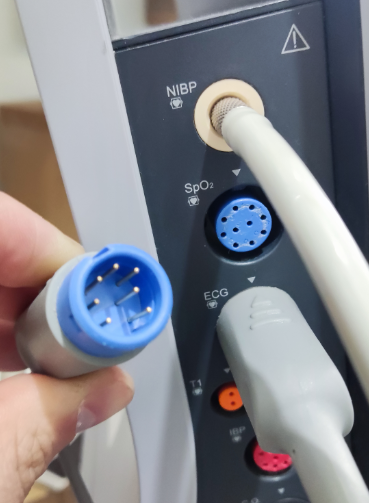 NIBP
SpO₂
ECG
T1
IBP